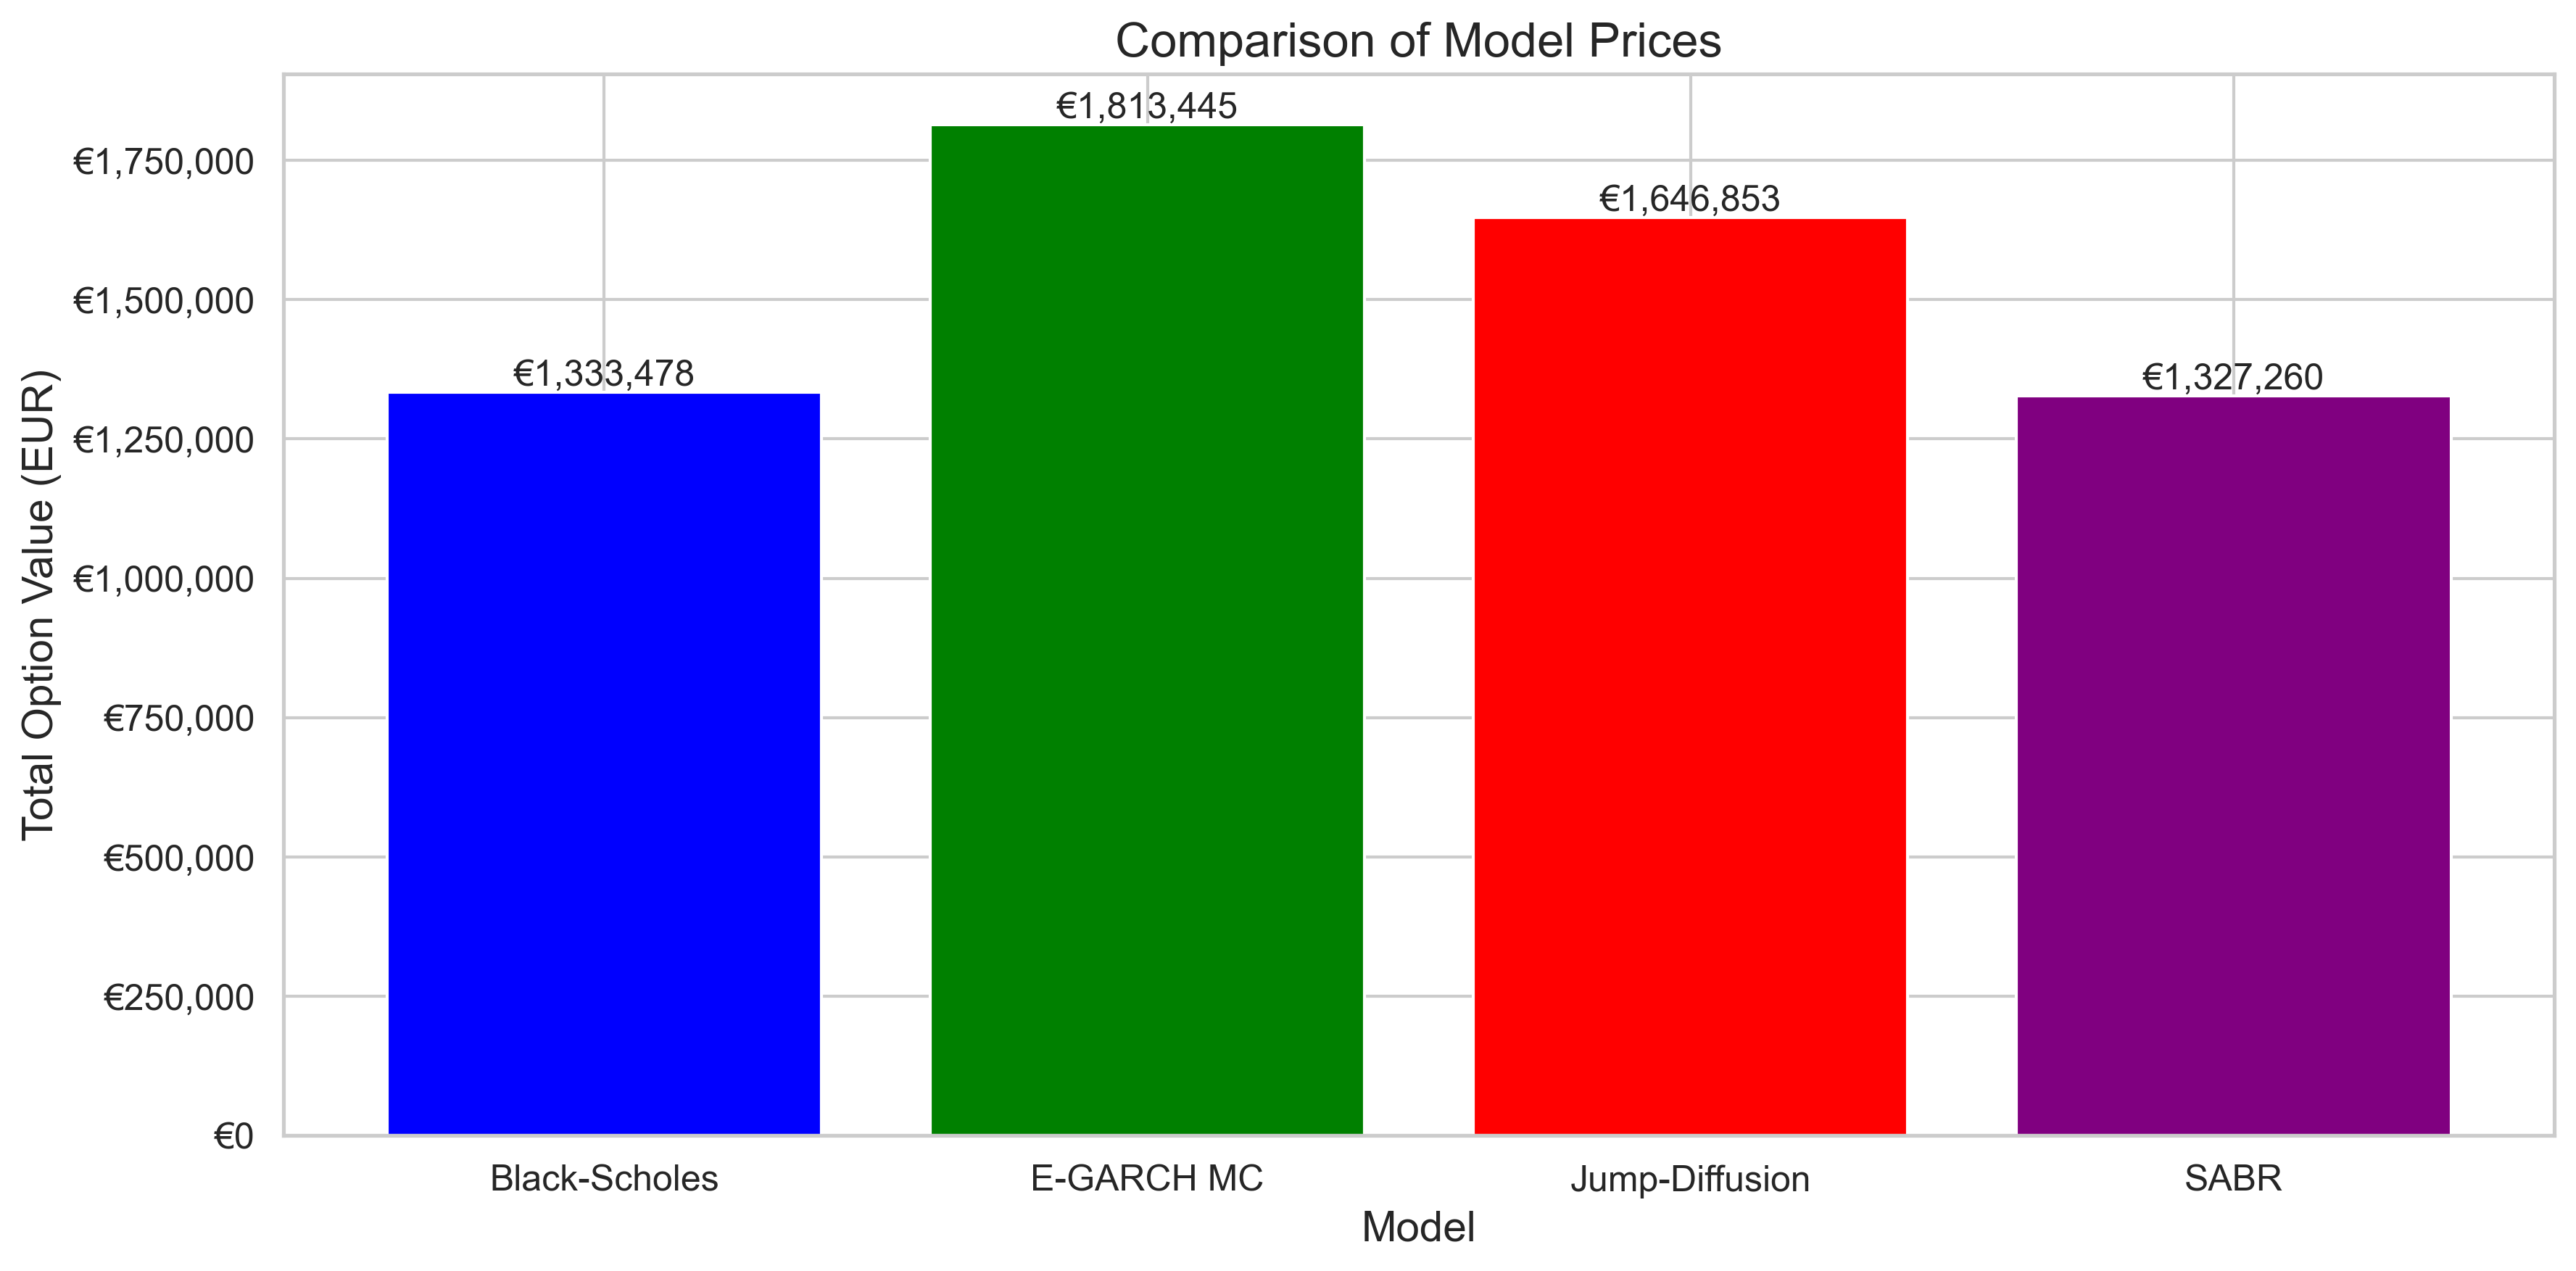 Comparison of Model Prices
€1,813,445
€1,750,000
€1,646,853
€1,500,000
€1,333,478
€1,327,260
€1,250,000
€1,000,000
€750,000
€500,000
€250,000
€0
Total Option Value (EUR)
Black-Scholes
E-GARCH MC
Jump-Diffusion
SABR
Model